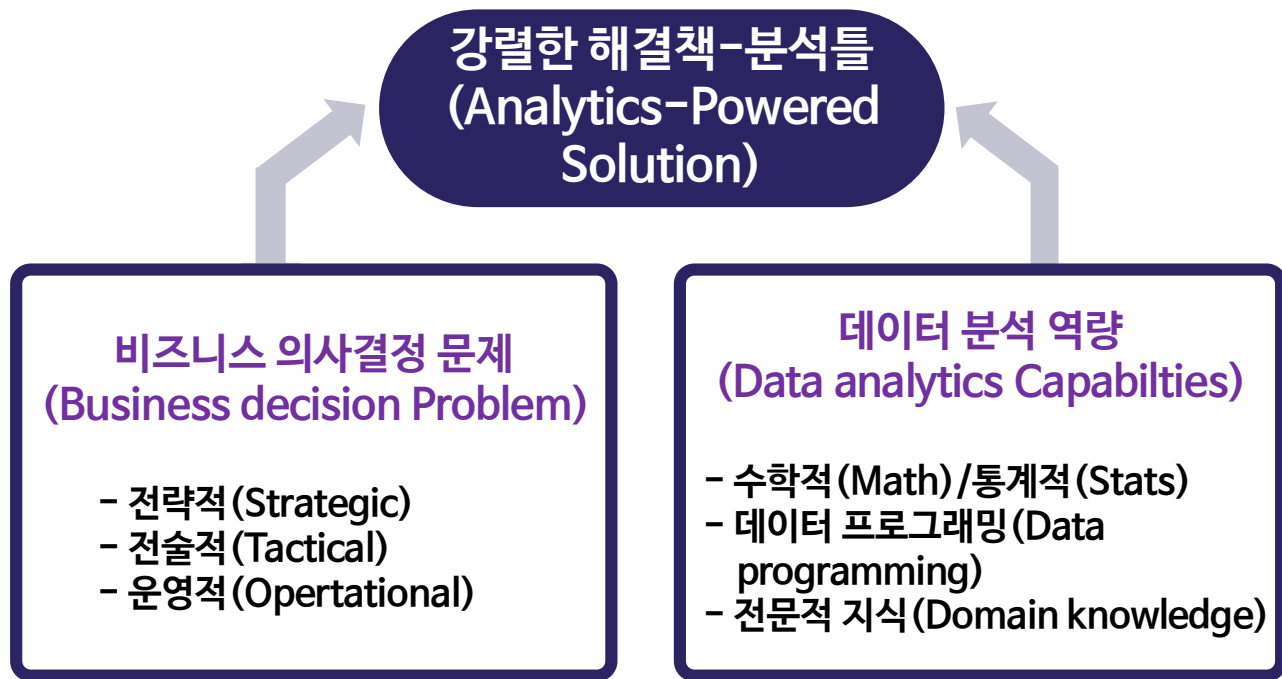 강렬한 해결책-분석틀
(Analytics-Powered
Solution)
비즈니스 의사결정 문제
(Business decision Problem)
- 전략적(Strategic)
- 전술적(Tactical)
- 운영적(Opertational)
데이터 분석 역량
(Data analytics Capabilties)
- 수학적(Math)/통계적(Stats)
- 데이터 프로그래밍(Data
programming)
- 전문적 지식(Domain knowledge)